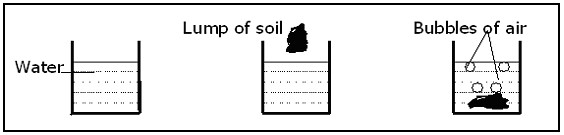 Water
Lump of soil
Bubbles of air